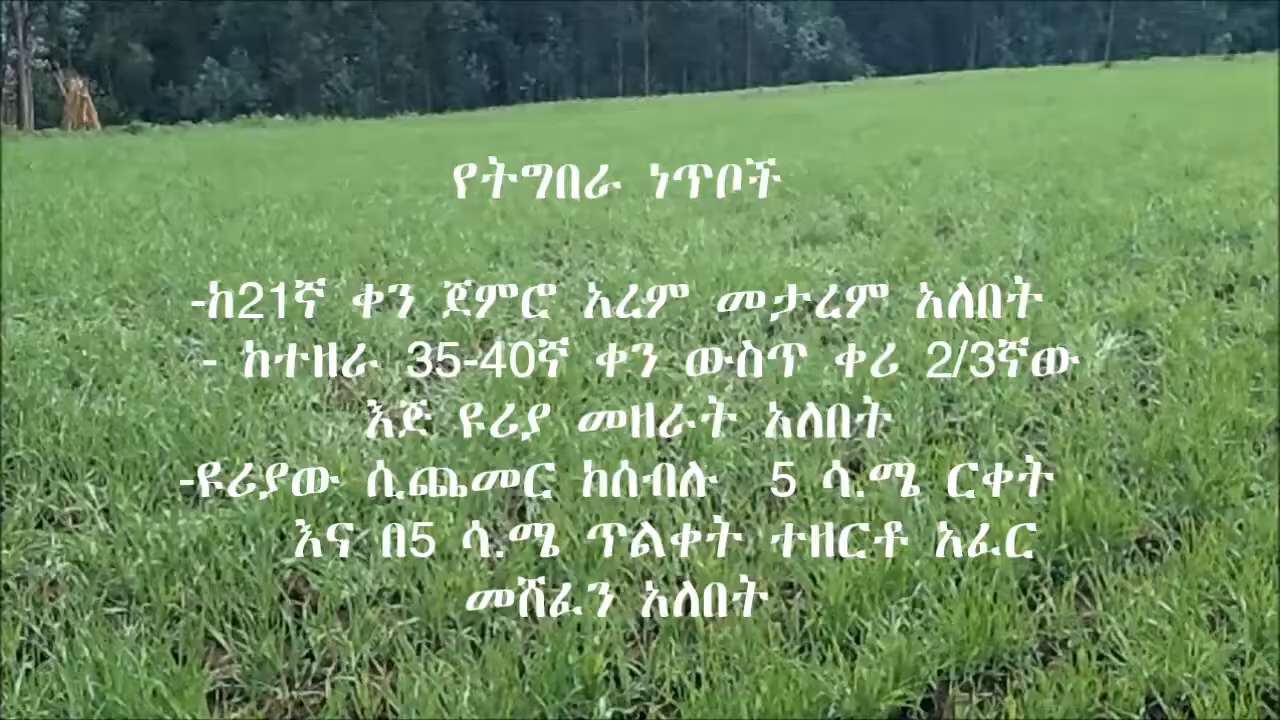 የትግበራ ነጥቦች
-ከ21ኛ ቀን ጀምሮ አረም መታረም አለበት
- ከተዘራ 35-40ኛ ቀን ውስጥ ቀሪ 2/3ኛው
እጅ ዩሪያ መዘራት አለበት
-ዩሪያው ሲጨመር ከሰብሉ 5 ሳ.ሜ ርቀት
እና በ5 ሳ.ሜ ጥልቀት ተዘርቶ አፈር
መሸፈን አለበት